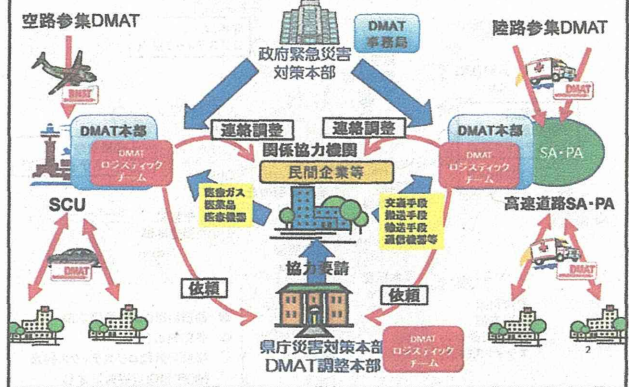 空路参集DMAT
陸路参集DMAT
DMAT
事務局
政府緊急災害
対策本部
DMAT
DMAT
DMAT
DMAT本部
DMAT
ロジスティック
チーム
連絡調整
連絡調整
関係協力機関
民間企業等
DMAT本部
DMAT
ロジスティック
チーム
SA・PA
SCU
高速道路SA・PA
医療ガス
医薬品
医療機器
交通手段
搬送手段
輸送手段
通信機器等
DMAT
DMAT
協力要請
依頼
依頼
県庁災害対策本部
DMAT調整本部
DMAT
ロジスティック
チーム
2